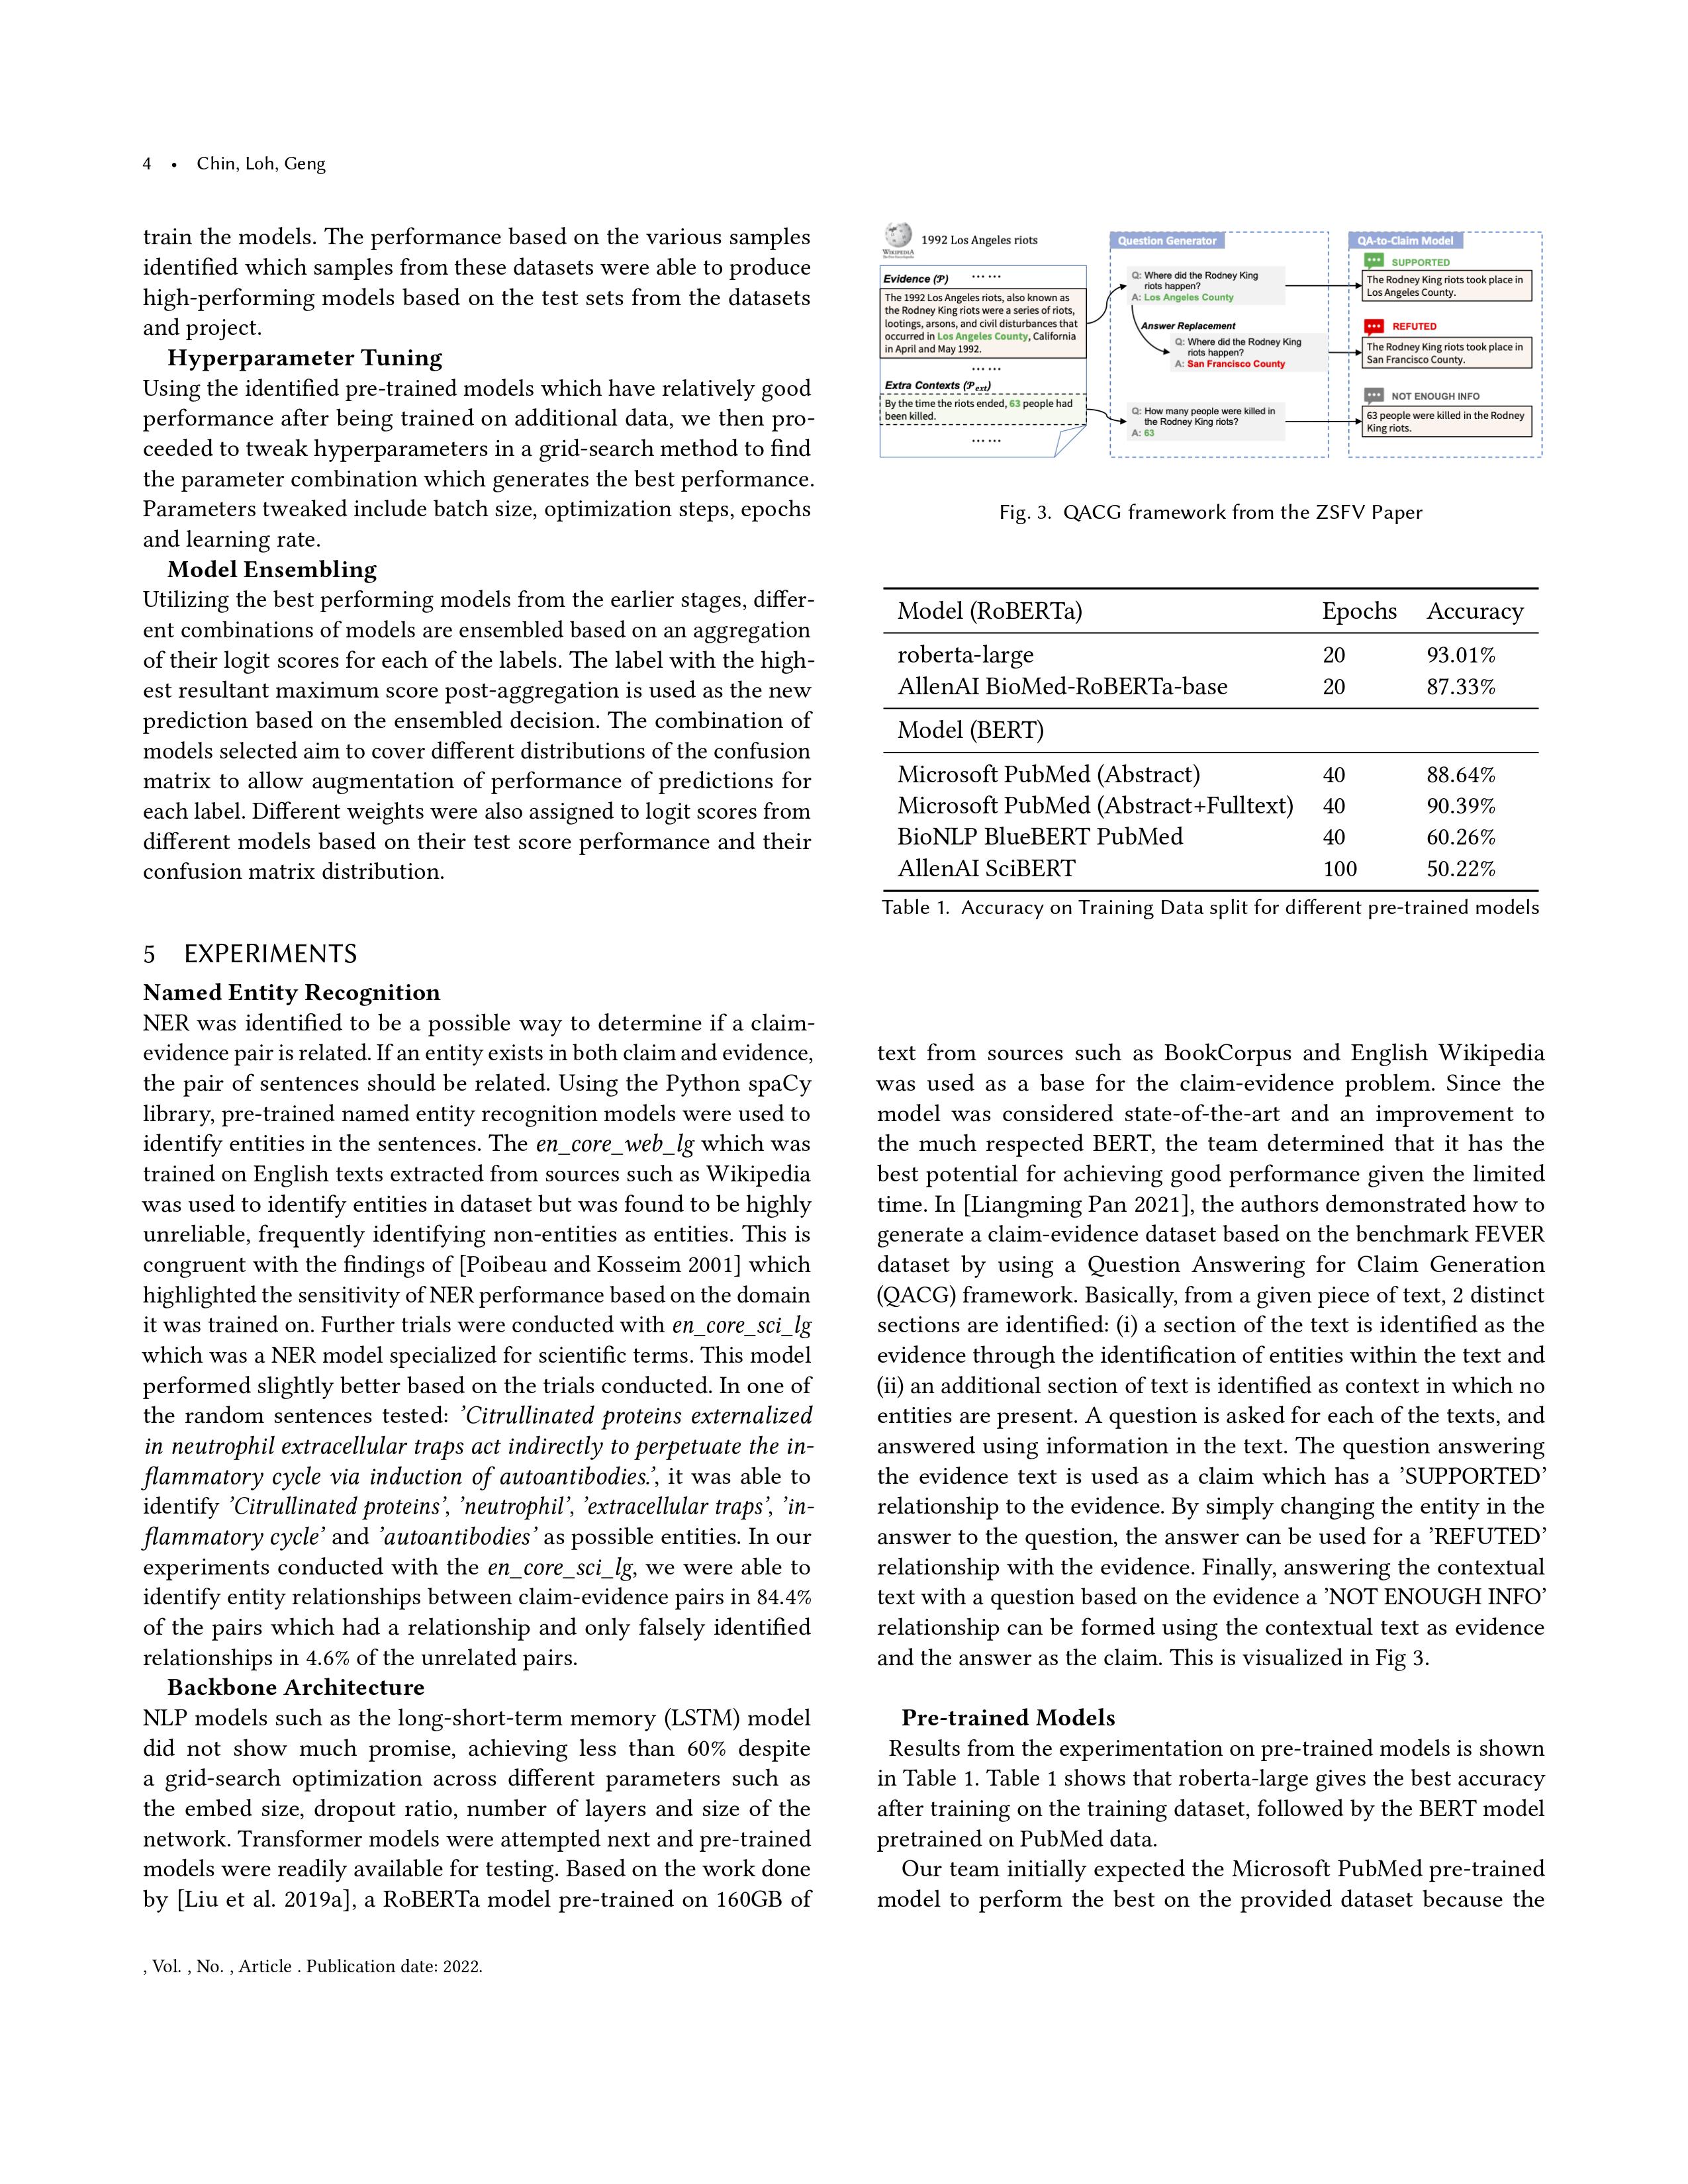 4 • Chin, Loh, Geng
train the models. The performance based on the various samples
identified which samples from these datasets were able to produce
high-performing models based on the test sets from the datasets
and project.
Hyperparameter Tuning
Using the identified pre-trained models which have relatively good
performance after being trained on additional data, we then pro-
ceeded to tweak hyperparameters in a grid-search method to find
the parameter combination which generates the best performance.
Parameters tweaked include batch size, optimization steps, epochs
and learning rate.
Model Ensembling
Utilizing the best performing models from the earlier stages, differ-
ent combinations of models are ensembled based on an aggregation
of their logit scores for each of the labels. The label with the high-
est resultant maximum score post-aggregation is used as the new
prediction based on the ensembled decision. The combination of
models selected aim to cover different distributions of the confusion
matrix to allow augmentation of performance of predictions for
each label. Different weights were also assigned to logit scores from
different models based on their test score performance and their
confusion matrix distribution.
5 EXPERIMENTS
Named Entity Recognition
NER was identified to be a possible way to determine if a claim-
evidence pair is related. If an entity exists in both claim and evidence,
the pair of sentences should be related. Using the Python spaCy
library, pre-trained named entity recognition models were used to
identify entities in the sentences. The en_core_web_lg which was
trained on English texts extracted from sources such as Wikipedia
was used to identify entities in dataset but was found to be highly
unreliable, frequently identifying non-entities as entities. This is
congruent with the findings of [Poibeau and Kosseim 2001] which
highlighted the sensitivity of NER performance based on the domain
it was trained on. Further trials were conducted with en_core_sci_lg
which was a NER model specialized for scientific terms. This model
performed slightly better based on the trials conducted. In one of
the random sentences tested: ’Citrullinated proteins externalized
in neutrophil extracellular traps act indirectly to perpetuate the in-
flammatory cycle via induction of autoantibodies.’, it was able to
identify ’Citrullinated proteins’, ’neutrophil’, ’extracellular traps’, ’in-
flammatory cycle’ and ’autoantibodies’ as possible entities. In our
experiments conducted with the en_core_sci_lg, we were able to
identify entity relationships between claim-evidence pairs in 84.4%
of the pairs which had a relationship and only falsely identified
relationships in 4.6% of the unrelated pairs.
Backbone Architecture
NLP models such as the long-short-term memory (LSTM) model
did not show much promise, achieving less than 60% despite
a grid-search optimization across different parameters such as
the embed size, dropout ratio, number of layers and size of the
network. Transformer models were attempted next and pre-trained
models were readily available for testing. Based on the work done
by [Liu et al. 2019a], a RoBERTa model pre-trained on 160GB of
WIKIPEDIA
1992 Los Angeles riots
Evidence (P) ......
The 1992 Los Angeles riots, also known as
the Rodney King riots were a series of riots,
lootings, arsons, and civil disturbances that
occurred in Los Angeles County, California
in April and May 1992.
......
Extra Contexts (Pext)
By the time the riots ended, 63 people had
been killed.
......
Question Generator
Q: Where did the Rodney King
riots happen?
A: Los Angeles County
Answer Replacement
Q: Where did the Rodney King
riots happen?
A: San Francisco County
Q: How many people were killed in
the Rodney King riots?
A: 63
QA-to-Claim Model
SUPPORTED
The Rodney King riots took place in
Los Angeles County.
REFUTED
The Rodney King riots took place in
San Francisco County.
NOT ENOUGH INFO
63 people were killed in the Rodney
King riots.
Fig. 3. QACG framework from the ZSFV Paper
Model (RoBERTa) Epochs Accuracy
roberta-large 20 93.01%
AllenAI BioMed-RoBERTa-base 20 87.33%
Model (BERT)
Microsoft PubMed (Abstract) 40 88.64%
Microsoft PubMed (Abstract+Fulltext) 40 90.39%
BioNLP BlueBERT PubMed 40 60.26%
AllenAI SciBERT 100 50.22%
Table 1. Accuracy on Training Data split for different pre-trained models
text from sources such as BookCorpus and English Wikipedia
was used as a base for the claim-evidence problem. Since the
model was considered state-of-the-art and an improvement to
the much respected BERT, the team determined that it has the
best potential for achieving good performance given the limited
time. In [Liangming Pan 2021], the authors demonstrated how to
generate a claim-evidence dataset based on the benchmark FEVER
dataset by using a Question Answering for Claim Generation
(QACG) framework. Basically, from a given piece of text, 2 distinct
sections are identified: (i) a section of the text is identified as the
evidence through the identification of entities within the text and
(ii) an additional section of text is identified as context in which no
entities are present. A question is asked for each of the texts, and
answered using information in the text. The question answering
the evidence text is used as a claim which has a ’SUPPORTED’
relationship to the evidence. By simply changing the entity in the
answer to the question, the answer can be used for a ’REFUTED’
relationship with the evidence. Finally, answering the contextual
text with a question based on the evidence a ’NOT ENOUGH INFO’
relationship can be formed using the contextual text as evidence
and the answer as the claim. This is visualized in Fig 3.
Pre-trained Models
Results from the experimentation on pre-trained models is shown
in Table 1. Table 1 shows that roberta-large gives the best accuracy
after training on the training dataset, followed by the BERT model
pretrained on PubMed data.
Our team initially expected the Microsoft PubMed pre-trained
model to perform the best on the provided dataset because the
, Vol. , No. , Article . Publication date: 2022.